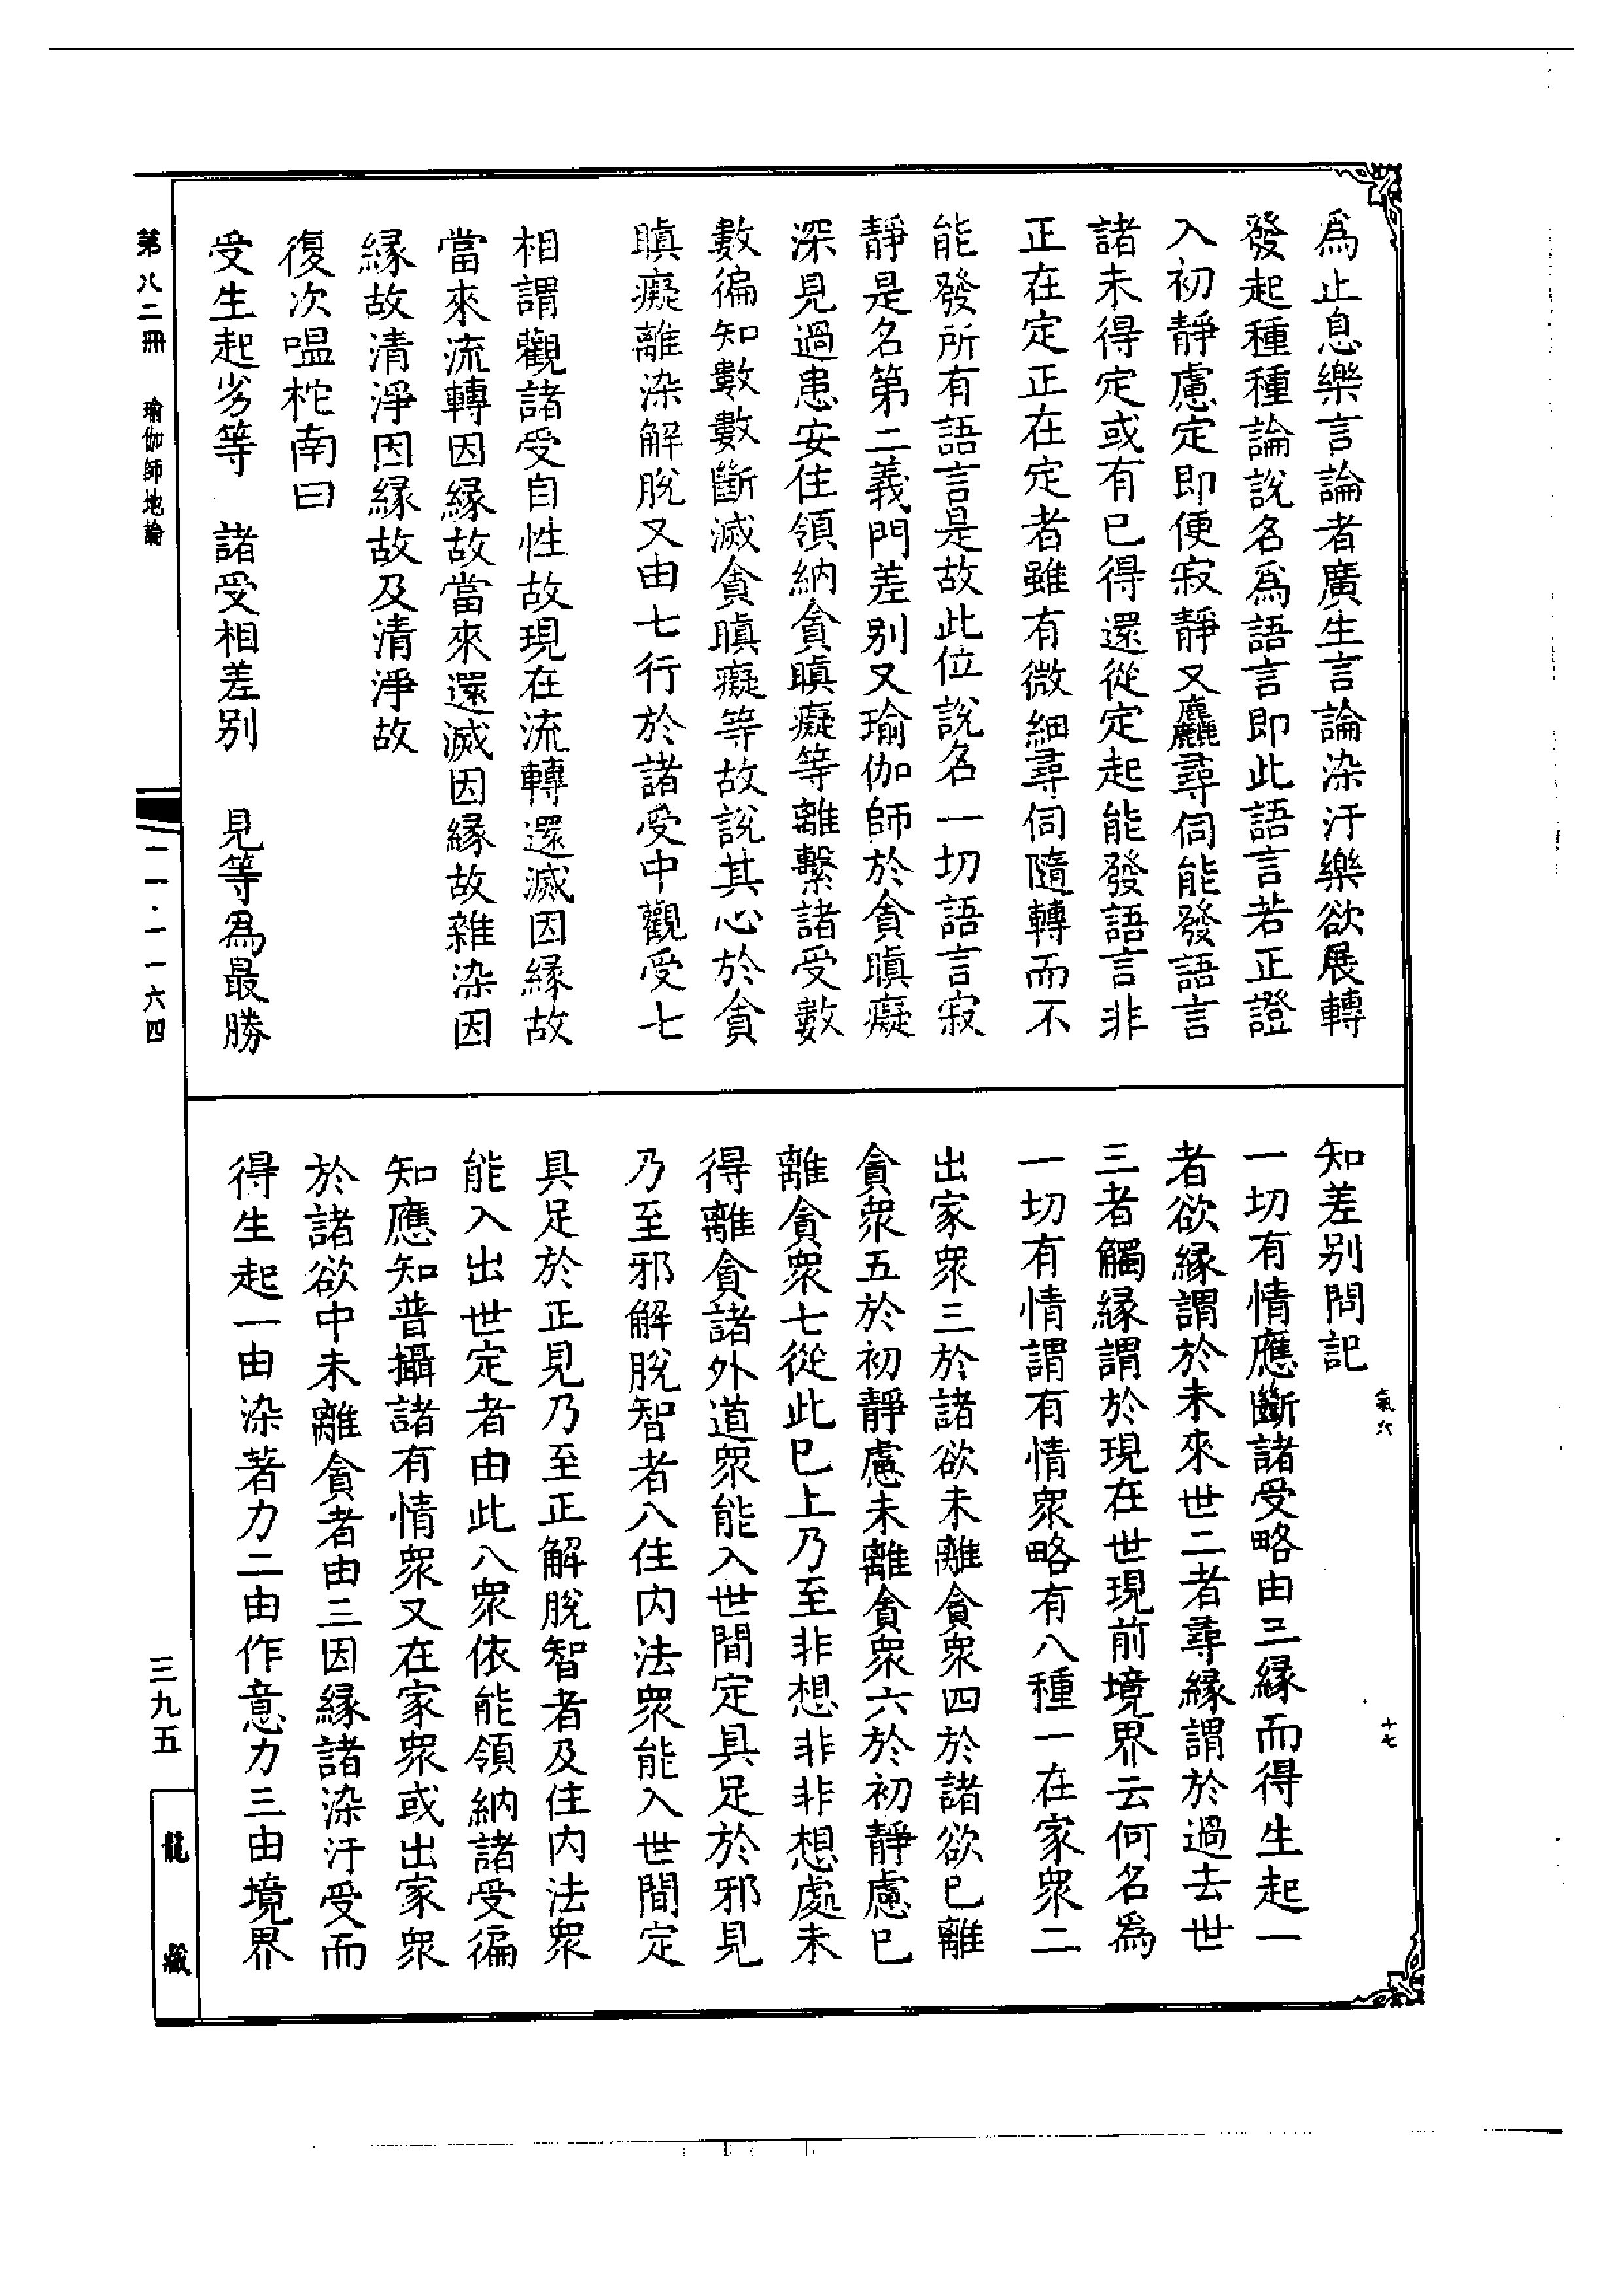 為止息樂言論者廣生言論染汙樂欲展轉
發起種種論說名為語言即此語言若正證
入初靜慮定即便寂靜又麤尋伺能發語言
諸未得定或有已得還從定起能發語言非
正在定正在定者雖有微細尋伺隨轉而不
能發所有語言是故此位說名一切語言寂
靜是名第二義門差別又瑜伽師於貪瞋癡
深見過患安住領納貪瞋癡等離繫諸受數
數徧知數數斷滅貪瞋癡等故說其心於貪
瞋癡離染解脫又由七行於諸受中觀受七
相謂觀諸受自性故現在流轉還滅因緣故
當來流轉因緣故當來還滅因緣故雜染因
緣故清淨因緣故及清淨故
復次嗢柁南曰
受生起劣等 諸受相差別 見等為最勝
知差別問記
氣六 十七
一切有情應斷諸受略由三緣而得生起一
者欲緣謂於未來世二者尋緣謂於過去世
三者觸緣謂於現在世現前境界云何名為
一切有情謂有情眾略有八種一在家眾二
出家眾三於諸欲未離貪眾四於諸欲已離
貪眾五於初靜慮未離貪眾六於初靜慮已
離貪眾七從此已上乃至非想非非想處未
得離貪諸外道眾能入世間定具足於邪見
乃至邪解脫智者八住內法眾能入世間定
具足於正見乃至正解脫智者及住內法眾
能入出世定者由此八眾依能領納諸受徧
知應知普攝諸有情眾又在家眾或出家眾
於諸欲中未離貪者由三因緣諸染汙受而
得生起一由染著力二由作意力三由境界
第八二冊 瑜伽師地論
一一‧一一六四
三九五
龍藏